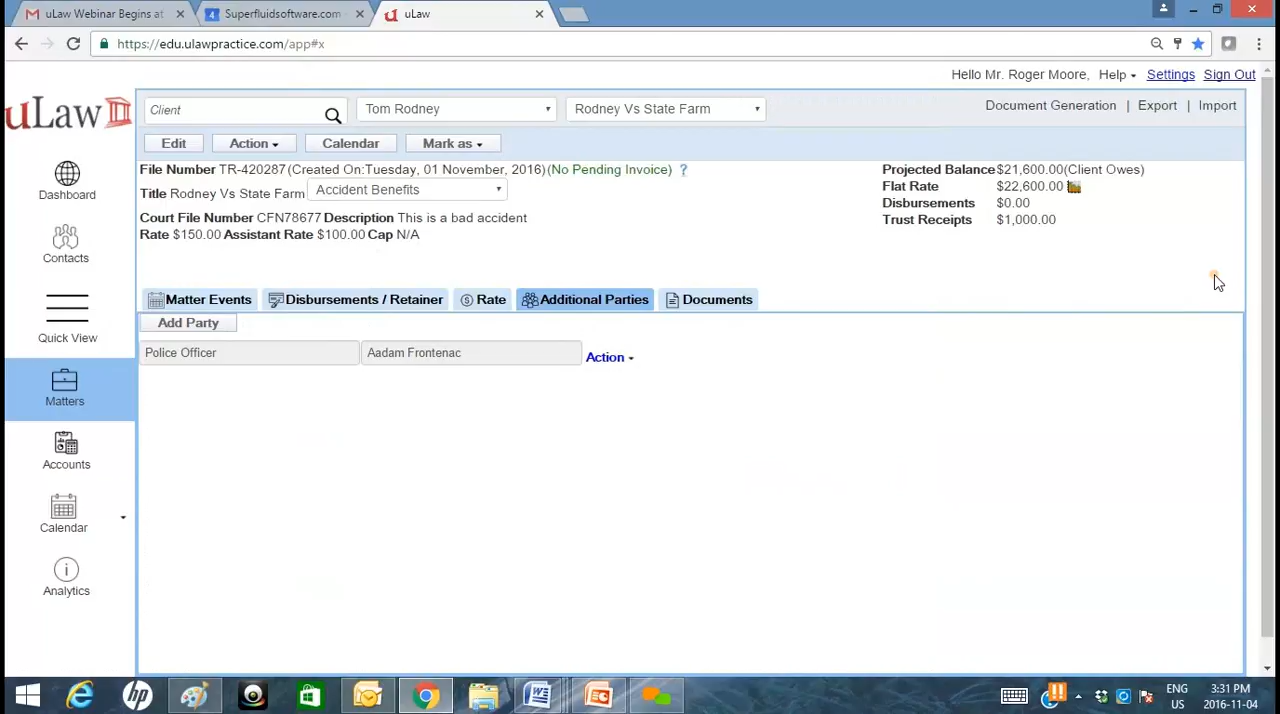 uLaw Webinar Begins at
Superfluidsoftware.com
uLaw
https://edu.ulawpractice.com/app#x
Hello Mr. Roger Moore, Help Settings Sign Out
uLaw
Client Tom Rodney Rodney Vs State Farm Document Generation | Export | Import
Edit Action Calendar Mark as
File Number TR-420287(Created On:Tuesday, 01 November, 2016)(No Pending Invoice) ?
Projected Balance $21,600.00(Client Owes)
Title Rodney Vs State Farm Accident Benefits
Flat Rate $22,600.00
Disbursements $0.00
Court File Number CFN78677 Description This is a bad accident
Trust Receipts $1,000.00
Rate $150.00 Assistant Rate $100.00 Cap N/A
Matter Events Disbursements / Retainer Rate Additional Parties Documents
Add Party
Police Officer Aadam Frontenac Action
Dashboard
Contacts
Quick View
Matters
Accounts
Calendar
Analytics
ENG 3:31 PM
US 2016-11-04